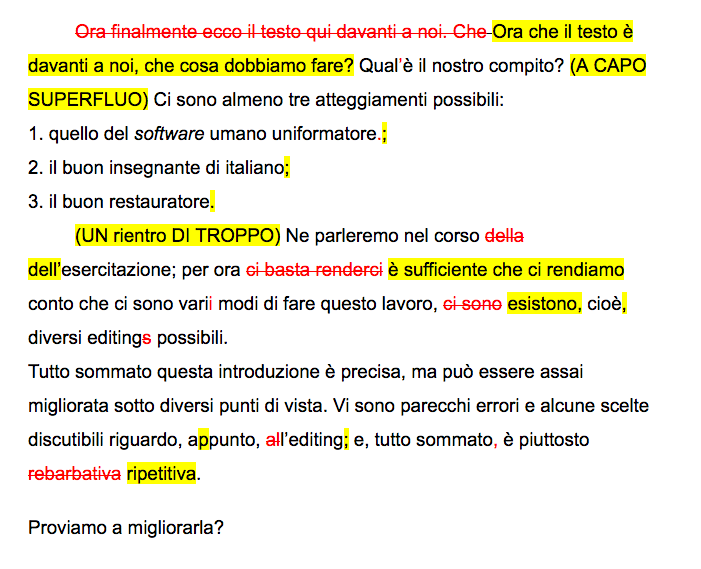 Ora finalmente ecco il testo qui davanti a noi. Che Ora che il testo è
davanti a noi, che cosa dobbiamo fare? Qual'è il nostro compito? (A CAPO
SUPERFLUO) Ci sono almeno tre atteggiamenti possibili:
1. quello del software umano uniformatore.;
2. il buon insegnante di italiano;
3. il buon restauratore.
(UN rientro DI TROPPO) Ne parleremo nel corso della
dell'esercitazione; per ora ci basta renderci è sufficiente che ci rendiamo
conto che ci sono varii modi di fare questo lavoro, ci sono esistono, cioè,
diversi editings possibili.
Tutto sommato questa introduzione è precisa, ma può essere assai
migliorata sotto diversi punti di vista. Vi sono parecchi errori e alcune scelte
discutibili riguardo, appunto, all'editing; e, tutto sommato, è piuttosto
rebarbativa ripetitiva.
Proviamo a migliorarla?